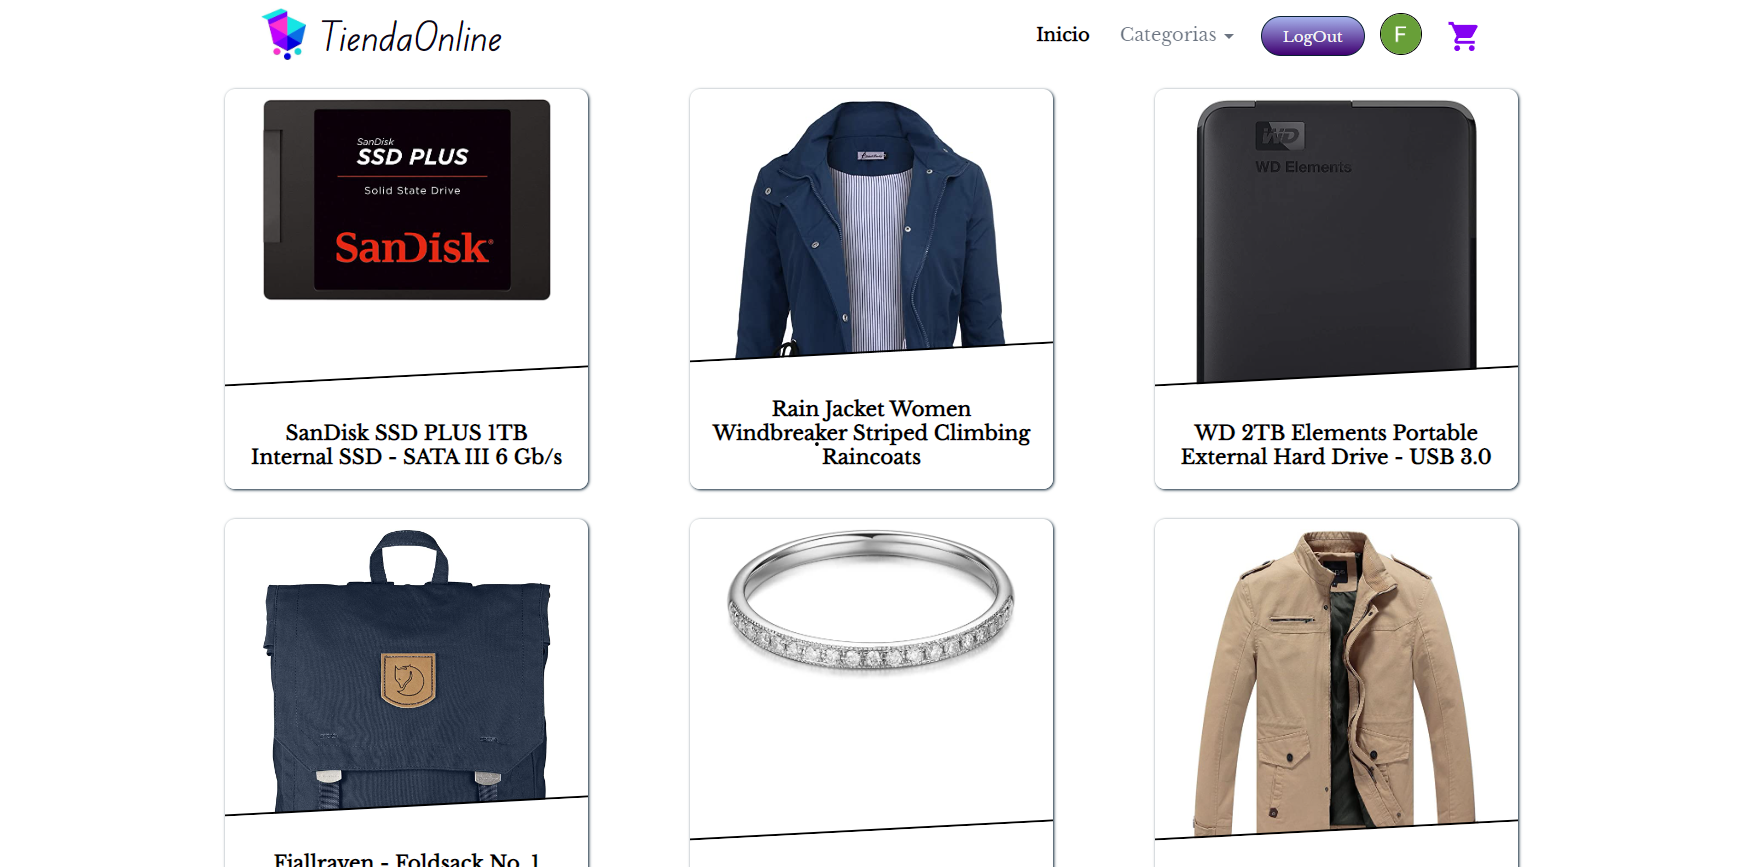 TiendaOnline
Inicio
Categorias
LogOut
F
SanDisk
SSD PLUS
Solid State Drive
SanDisk
WD
WD Elements
SanDisk SSD PLUS 1TB
Internal SSD - SATA III 6 Gb/s
Rain Jacket Women
Windbreaker Striped Climbing
Raincoats
WD 2TB Elements Portable
External Hard Drive - USB 3.0
Fjallraven - Foldsack No. 1